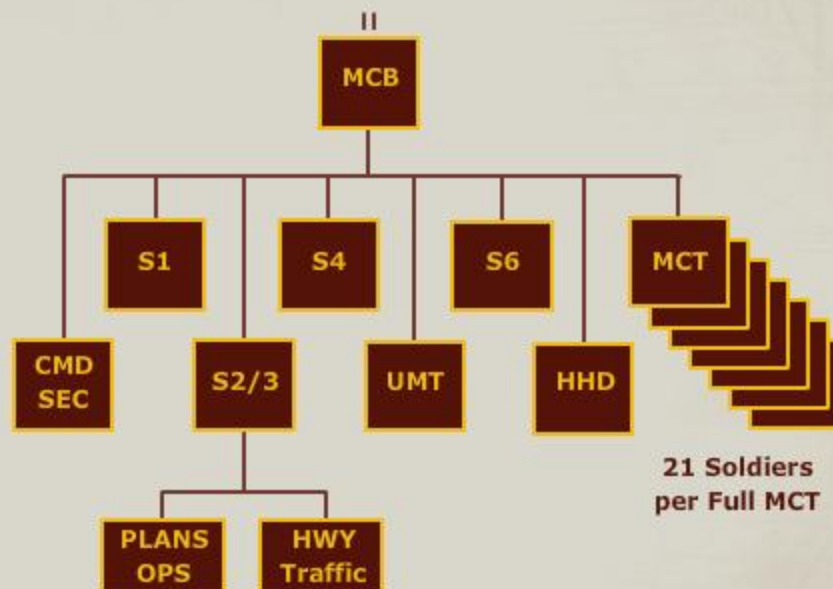 II
MCB
S1
S4
S6
MCT
CMD
SEC
S2/3
UMT
HHD
21 Soldiers
per Full MCT
PLANS
OPS
HWY
Traffic